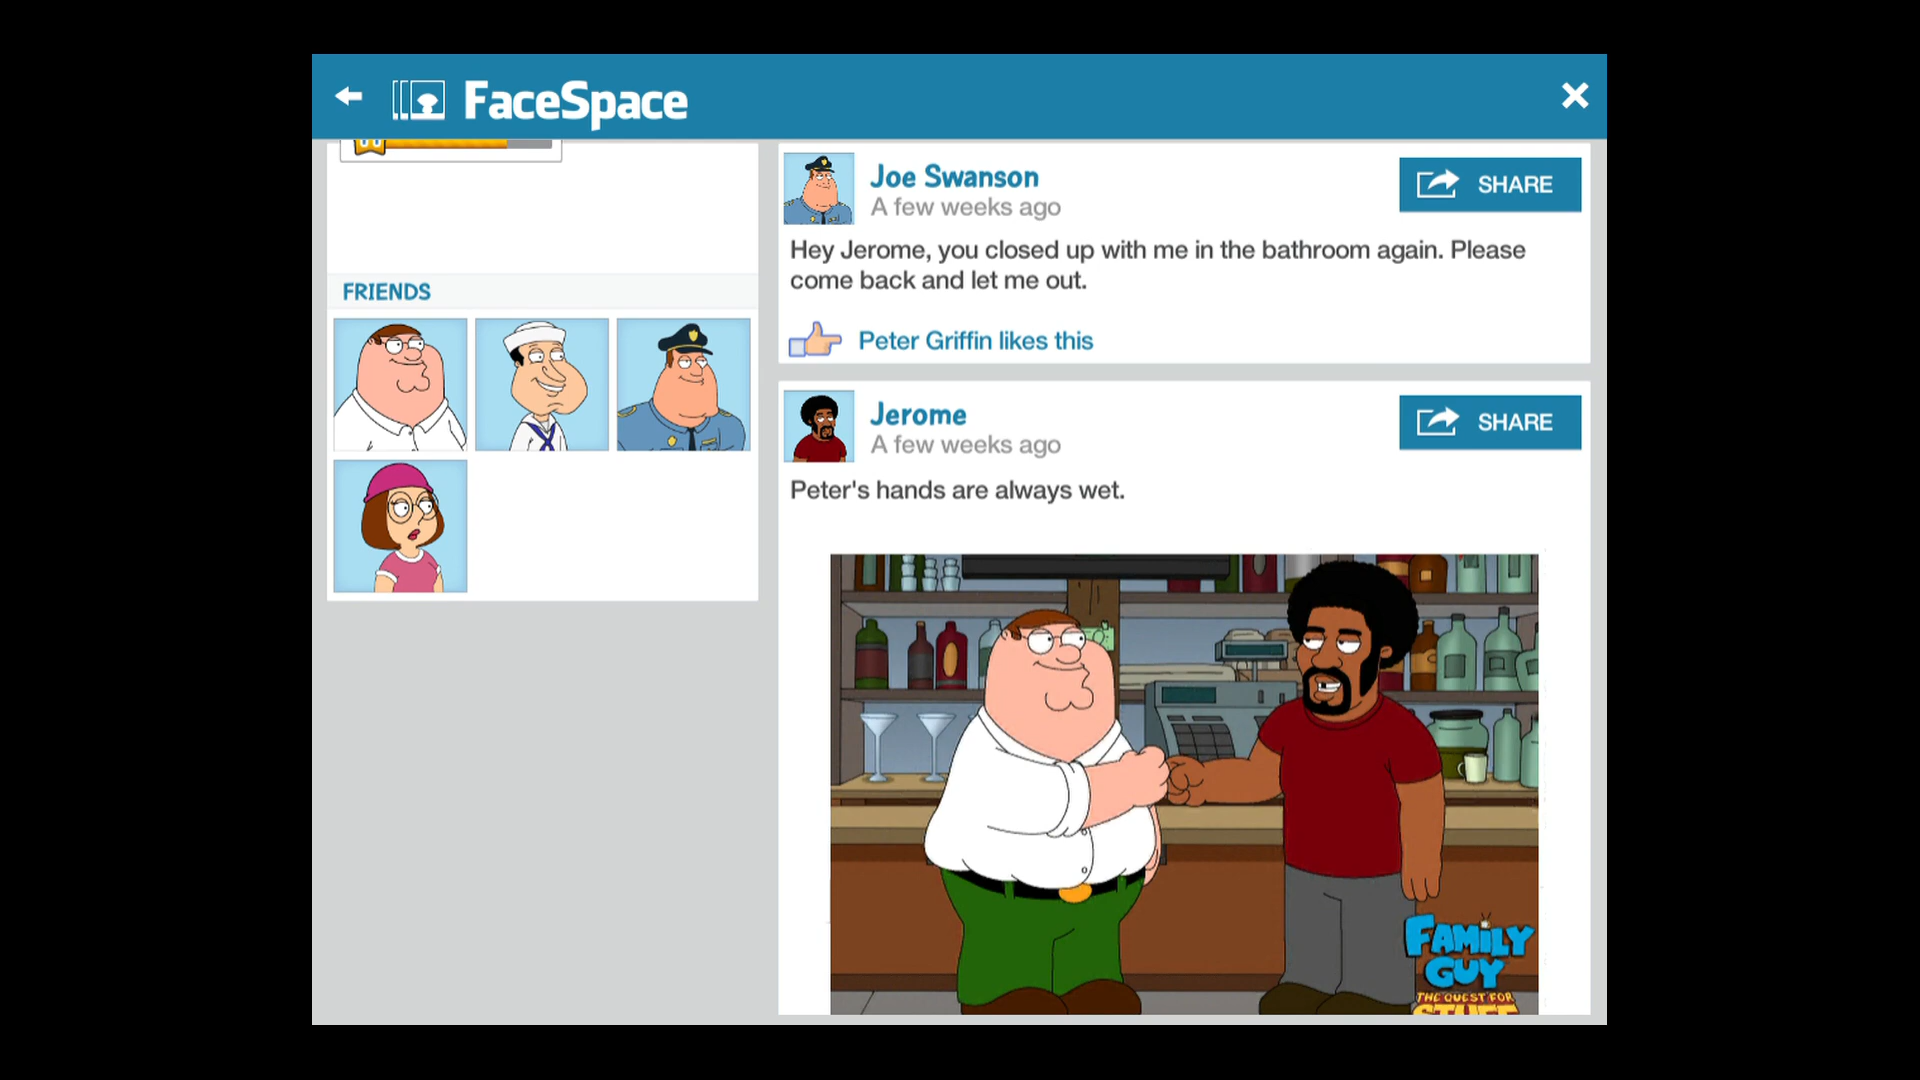 FaceSpace
Joe Swanson
A few weeks ago
SHARE
Hey Jerome, you closed up with me in the bathroom again. Please
come back and let me out.
Peter Griffin likes this
FRIENDS
Jerome
A few weeks ago
SHARE
Peter's hands are always wet.
FAMILY
GUY
THE QUEST FOR
STUFF